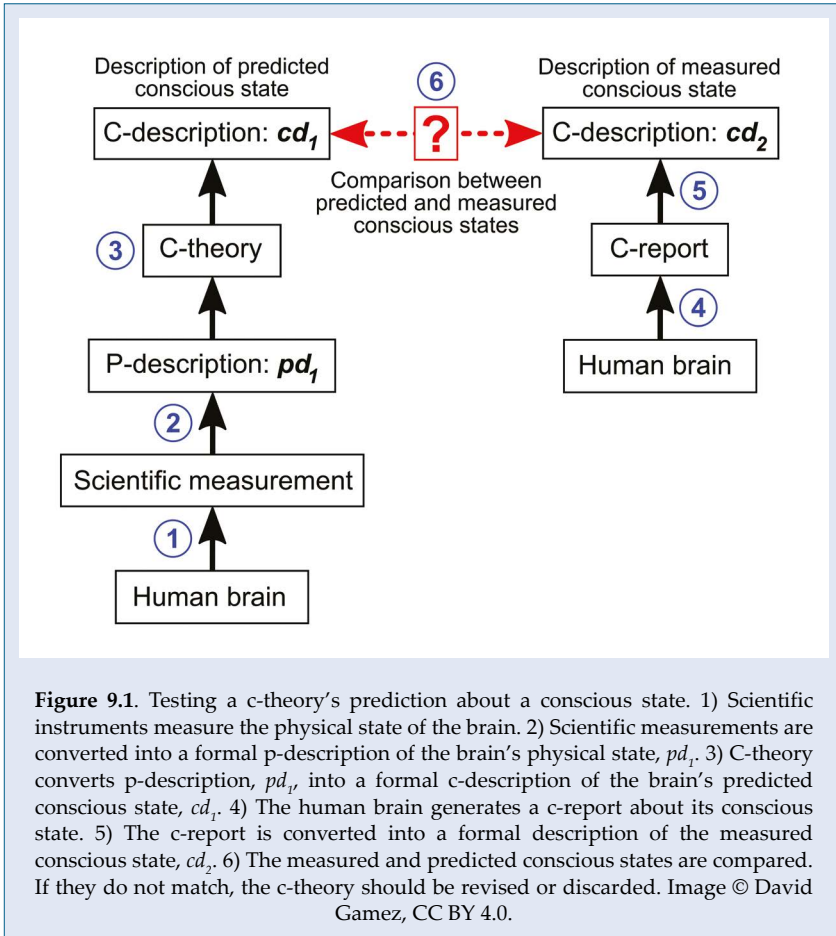 Description of predicted
conscious state
6
Description of measured
conscious state
C-description: cd1
?
C-description: cd2
Comparison between
predicted and measured
conscious states
5
3
C-theory
C-report
4
P-description: pd1
Human brain
2
Scientific measurement
1
Human brain
Figure 9.1. Testing a c-theory’s prediction about a conscious state. 1) Scientific
instruments measure the physical state of the brain. 2) Scientific measurements are
converted into a formal p-description of the brain’s physical state, pd1. 3) C-theory
converts p-description, pd1, into a formal c-description of the brain’s predicted
conscious state, cd1. 4) The human brain generates a c-report about its conscious
state. 5) The c-report is converted into a formal description of the measured
conscious state, cd2. 6) The measured and predicted conscious states are compared.
If they do not match, the c-theory should be revised or discarded. Image © David
Gamez, CC BY 4.0.